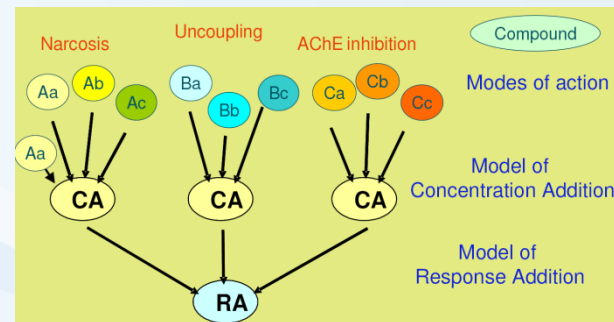 Narcosis
Uncoupling
AChE inhibition
Compound
Modes of action
Aa
Ab
Ac
Ba
Bb
Bc
Ca
Cb
Cc
Aa
CA
CA
CA
Model of
Concentration Addition
Model of
Response Addition
RA